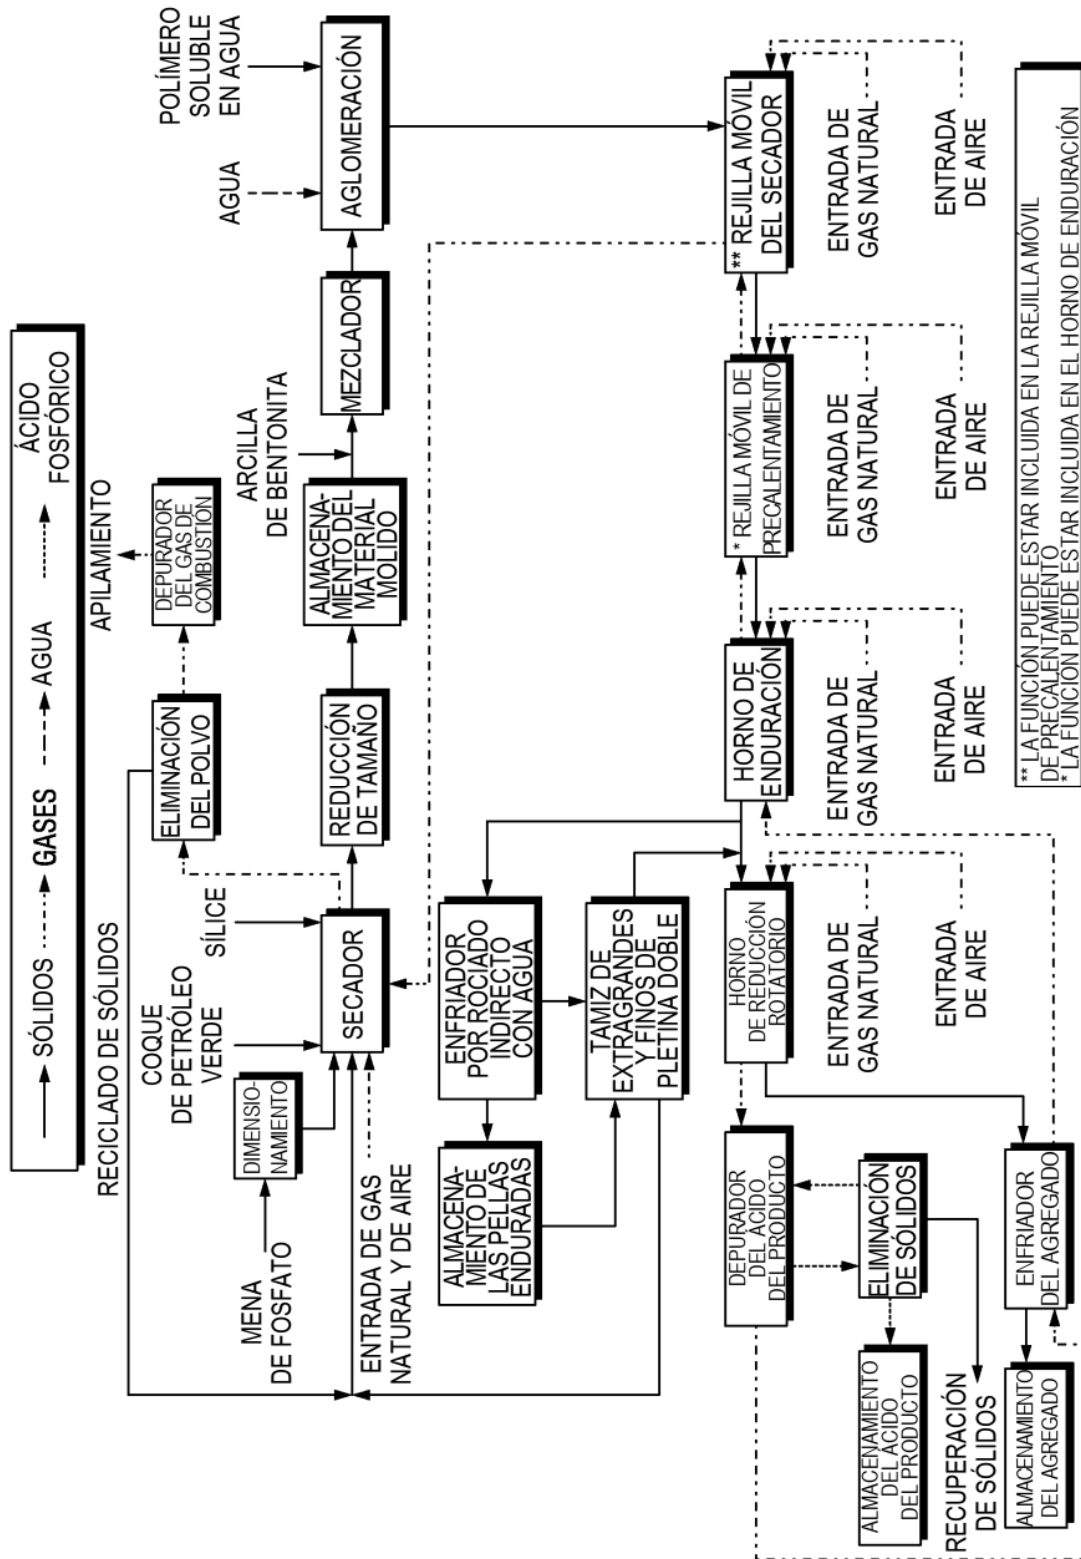 SÓLIDOS
GASES
AGUA
ÁCIDO
FOSFÓRICO
RECICLADO DE SÓLIDOS
APILAMIENTO
ELIMINACIÓN
DEL POLVO
DEPURADOR
DEL GAS DE
COMBUSTIÓN
MENA
DE FOSFATO
DIMENSIO-
NAMIENTO
COQUE
DE PETRÓLEO
VERDE
SÍLICE
ARCILLA
DE BENTONITA
AGUA
POLÍMERO
SOLUBLE
EN AGUA
SECADOR
REDUCCIÓN
DE TAMAÑO
ALMACENA-
MIENTO DEL
MATERIAL
MOLIDO
MEZCLADOR
AGLOMERACIÓN
ENTRADA DE GAS
NATURAL Y DE AIRE
ALMACENA-
MIENTO DE
LAS PELLAS
ENDURADAS
ENFRIADOR
POR ROCIADO
INDIRECTO
CON AGUA
TAMIZ DE
EXTRAGRANDES
Y FINOS DE
PLETINA DOBLE
DEPURADOR
DEL ÁCIDO
DEL PRODUCTO
HORNO
DE REDUCCIÓN
ROTATORIO
HORNO DE
ENDURACIÓN
* REJILLA MÓVIL DE
PRECALENTAMIENTO
** REJILLA MÓVIL
DEL SECADOR
ENTRADA DE
GAS NATURAL
ENTRADA DE
GAS NATURAL
ENTRADA DE
GAS NATURAL
ENTRADA DE
GAS NATURAL
ENTRADA
DE AIRE
ENTRADA
DE AIRE
ENTRADA
DE AIRE
ENTRADA
DE AIRE
ALMACENAMIENTO
DEL ÁCIDO
DEL PRODUCTO
ELIMINACIÓN
DE SÓLIDOS
RECUPERACIÓN
DE SÓLIDOS
ALMACENAMIENTO
DEL AGREGADO
ENFRIADOR
DEL AGREGADO
** LA FUNCIÓN PUEDE ESTAR INCLUIDA EN LA REJILLA MÓVIL
DE PRECALENTAMIENTO
* LA FUNCIÓN PUEDE ESTAR INCLUIDA EN EL HORNO DE ENDURACIÓN